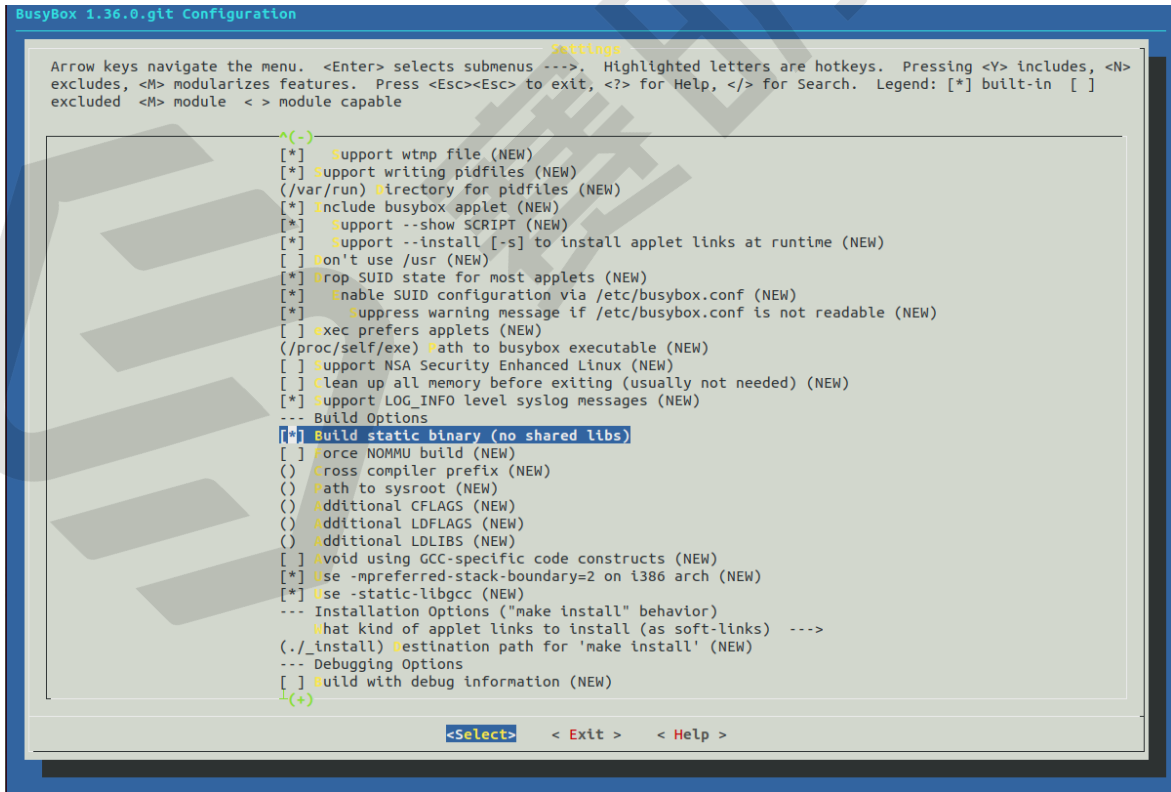 BusyBox 1.36.0.git Configuration
Settings
Arrow keys navigate the menu.  <Enter> selects submenus --->.  Highlighted letters are hotkeys.  Pressing <Y> includes, <N>
excludes, <M> modularizes features.  Press <Esc><Esc> to exit, <?> for Help, </> for Search.  Legend: [*] built-in  [ ]
excluded  <M> module  < > module capable
^(-)
[*]   Support wtmp file (NEW)
[*] Support writing pidfiles (NEW)
(/var/run) Directory for pidfiles (NEW)
[*] Include busybox applet (NEW)
[*]   Support --show SCRIPT (NEW)
[*]   Support --install [-s] to install applet links at runtime (NEW)
[ ] Don't use /usr (NEW)
[*] Drop SUID state for most applets (NEW)
[*]   Enable SUID configuration via /etc/busybox.conf (NEW)
[*]     Suppress warning message if /etc/busybox.conf is not readable (NEW)
[ ] exec prefers applets (NEW)
(/proc/self/exe) Path to busybox executable (NEW)
[ ] Support NSA Security Enhanced Linux (NEW)
[ ] Clean up all memory before exiting (usually not needed) (NEW)
[*] Support LOG_INFO level syslog messages (NEW)
--- Build Options
[*] Build static binary (no shared libs)
[ ] Force NOMMU build (NEW)
()  Cross compiler prefix (NEW)
()  Path to sysroot (NEW)
()  Additional CFLAGS (NEW)
()  Additional LDFLAGS (NEW)
()  Additional LDLIBS (NEW)
[ ] Avoid using GCC-specific code constructs (NEW)
[*] Use -mpreferred-stack-boundary=2 on i386 arch (NEW)
[*] Use -static-libgcc (NEW)
--- Installation Options ("make install" behavior)
    What kind of applet links to install (as soft-links)  --->
(./_install) Destination path for 'make install' (NEW)
--- Debugging Options
[ ] Build with debug information (NEW)
┴(+)
<Select>    < Exit >    < Help >